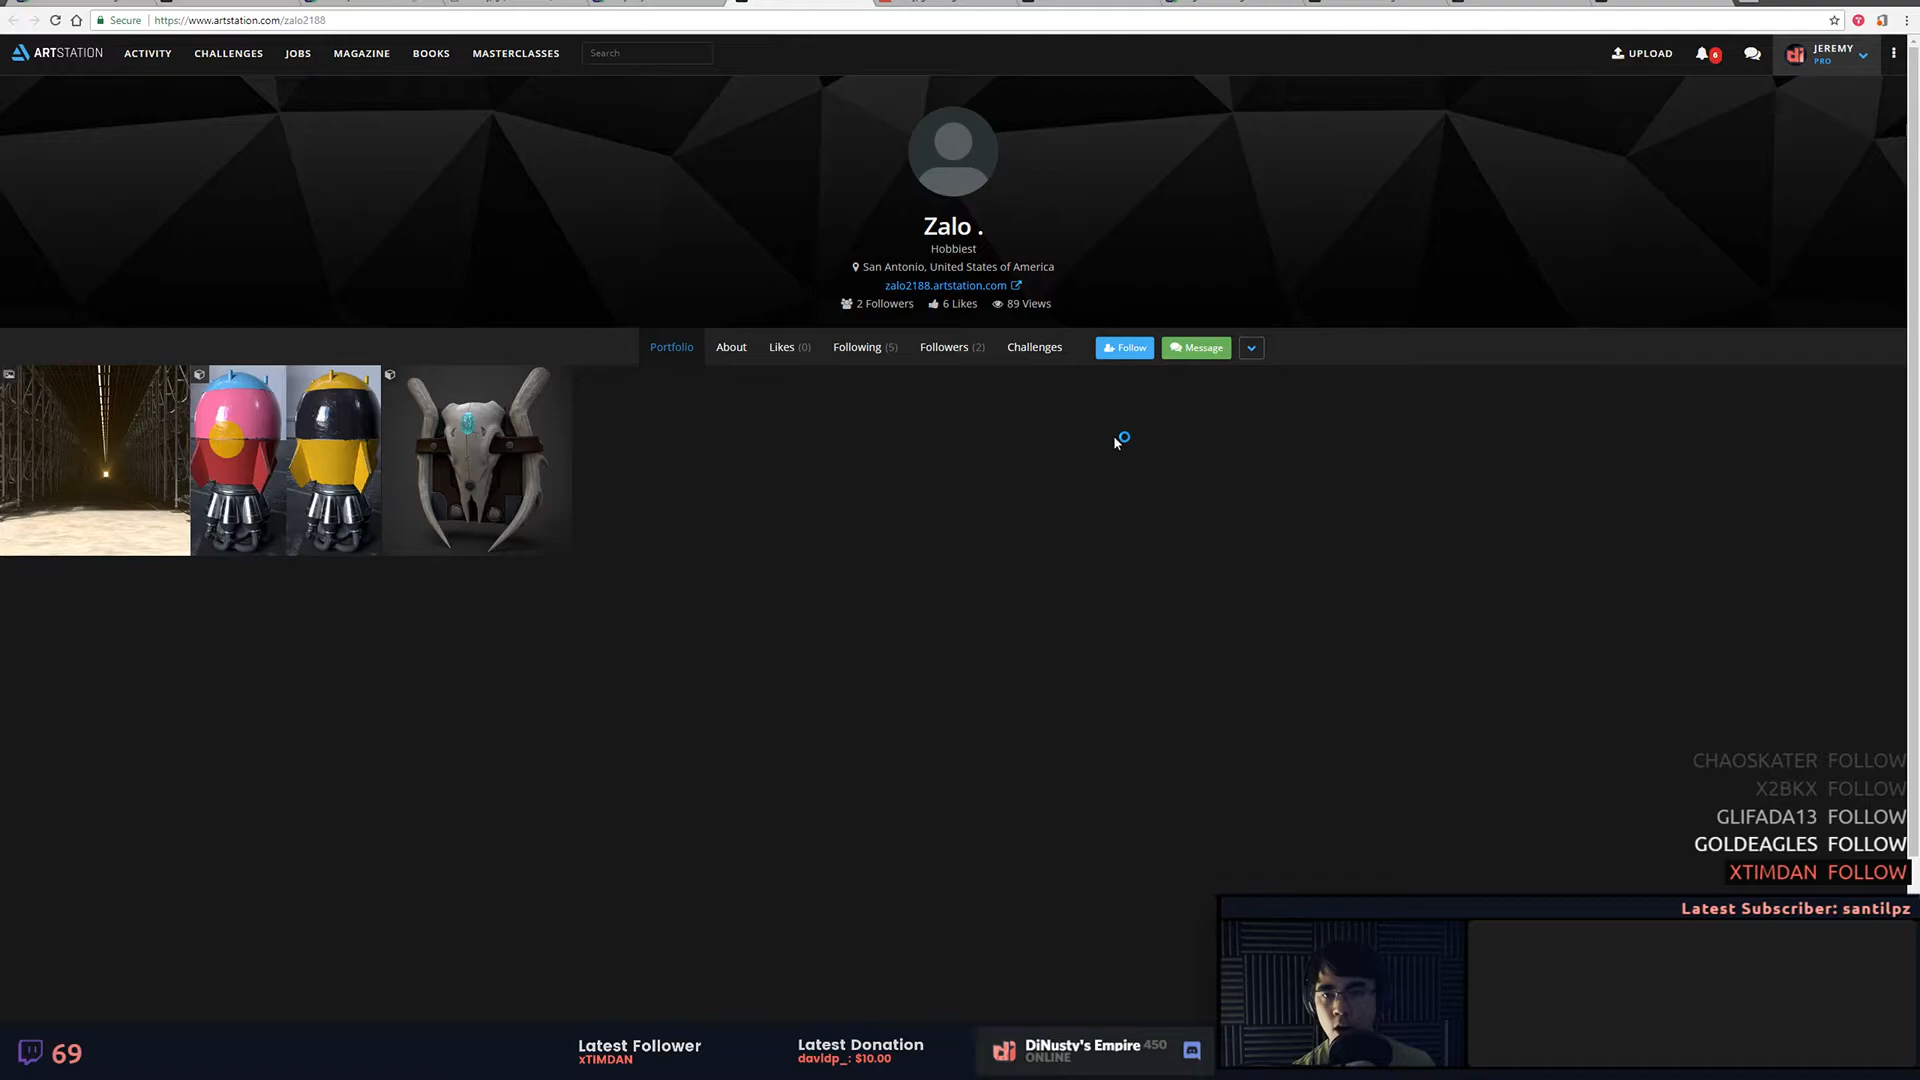 Secure https://www.artstation.com/zalo2188
ARTSTATION ACTIVITY CHALLENGES JOBS MAGAZINE BOOKS MASTERCLASSES Search UPLOAD 6 JEREMY
PRO
Zalo .
Hobbiest
San Antonio, United States of America
zalo2188.artstation.com
2 Followers 6 Likes 89 Views
Portfolio About Likes (0) Following (5) Followers (2) Challenges Follow Message
CHAOSKATER FOLLOW
X2BKX FOLLOW
GLIFADA13 FOLLOW
GOLDEAGLES FOLLOW
XTIMDAN FOLLOW
Latest Subscriber: santilpz
69
Latest Follower
xTIMDAN
Latest Donation
davidp_: $10.00
di DiNusty's Empire 450
ONLINE